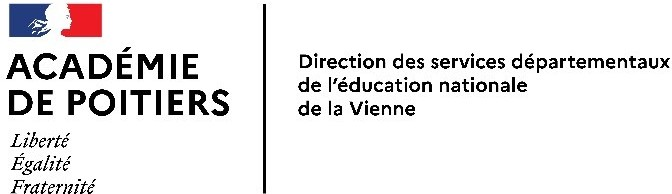 ACADÉMIE
DE POITIERS
Liberté
Égalité
Fraternité
Direction des services départementaux
de l'éducation nationale
de la Vienne